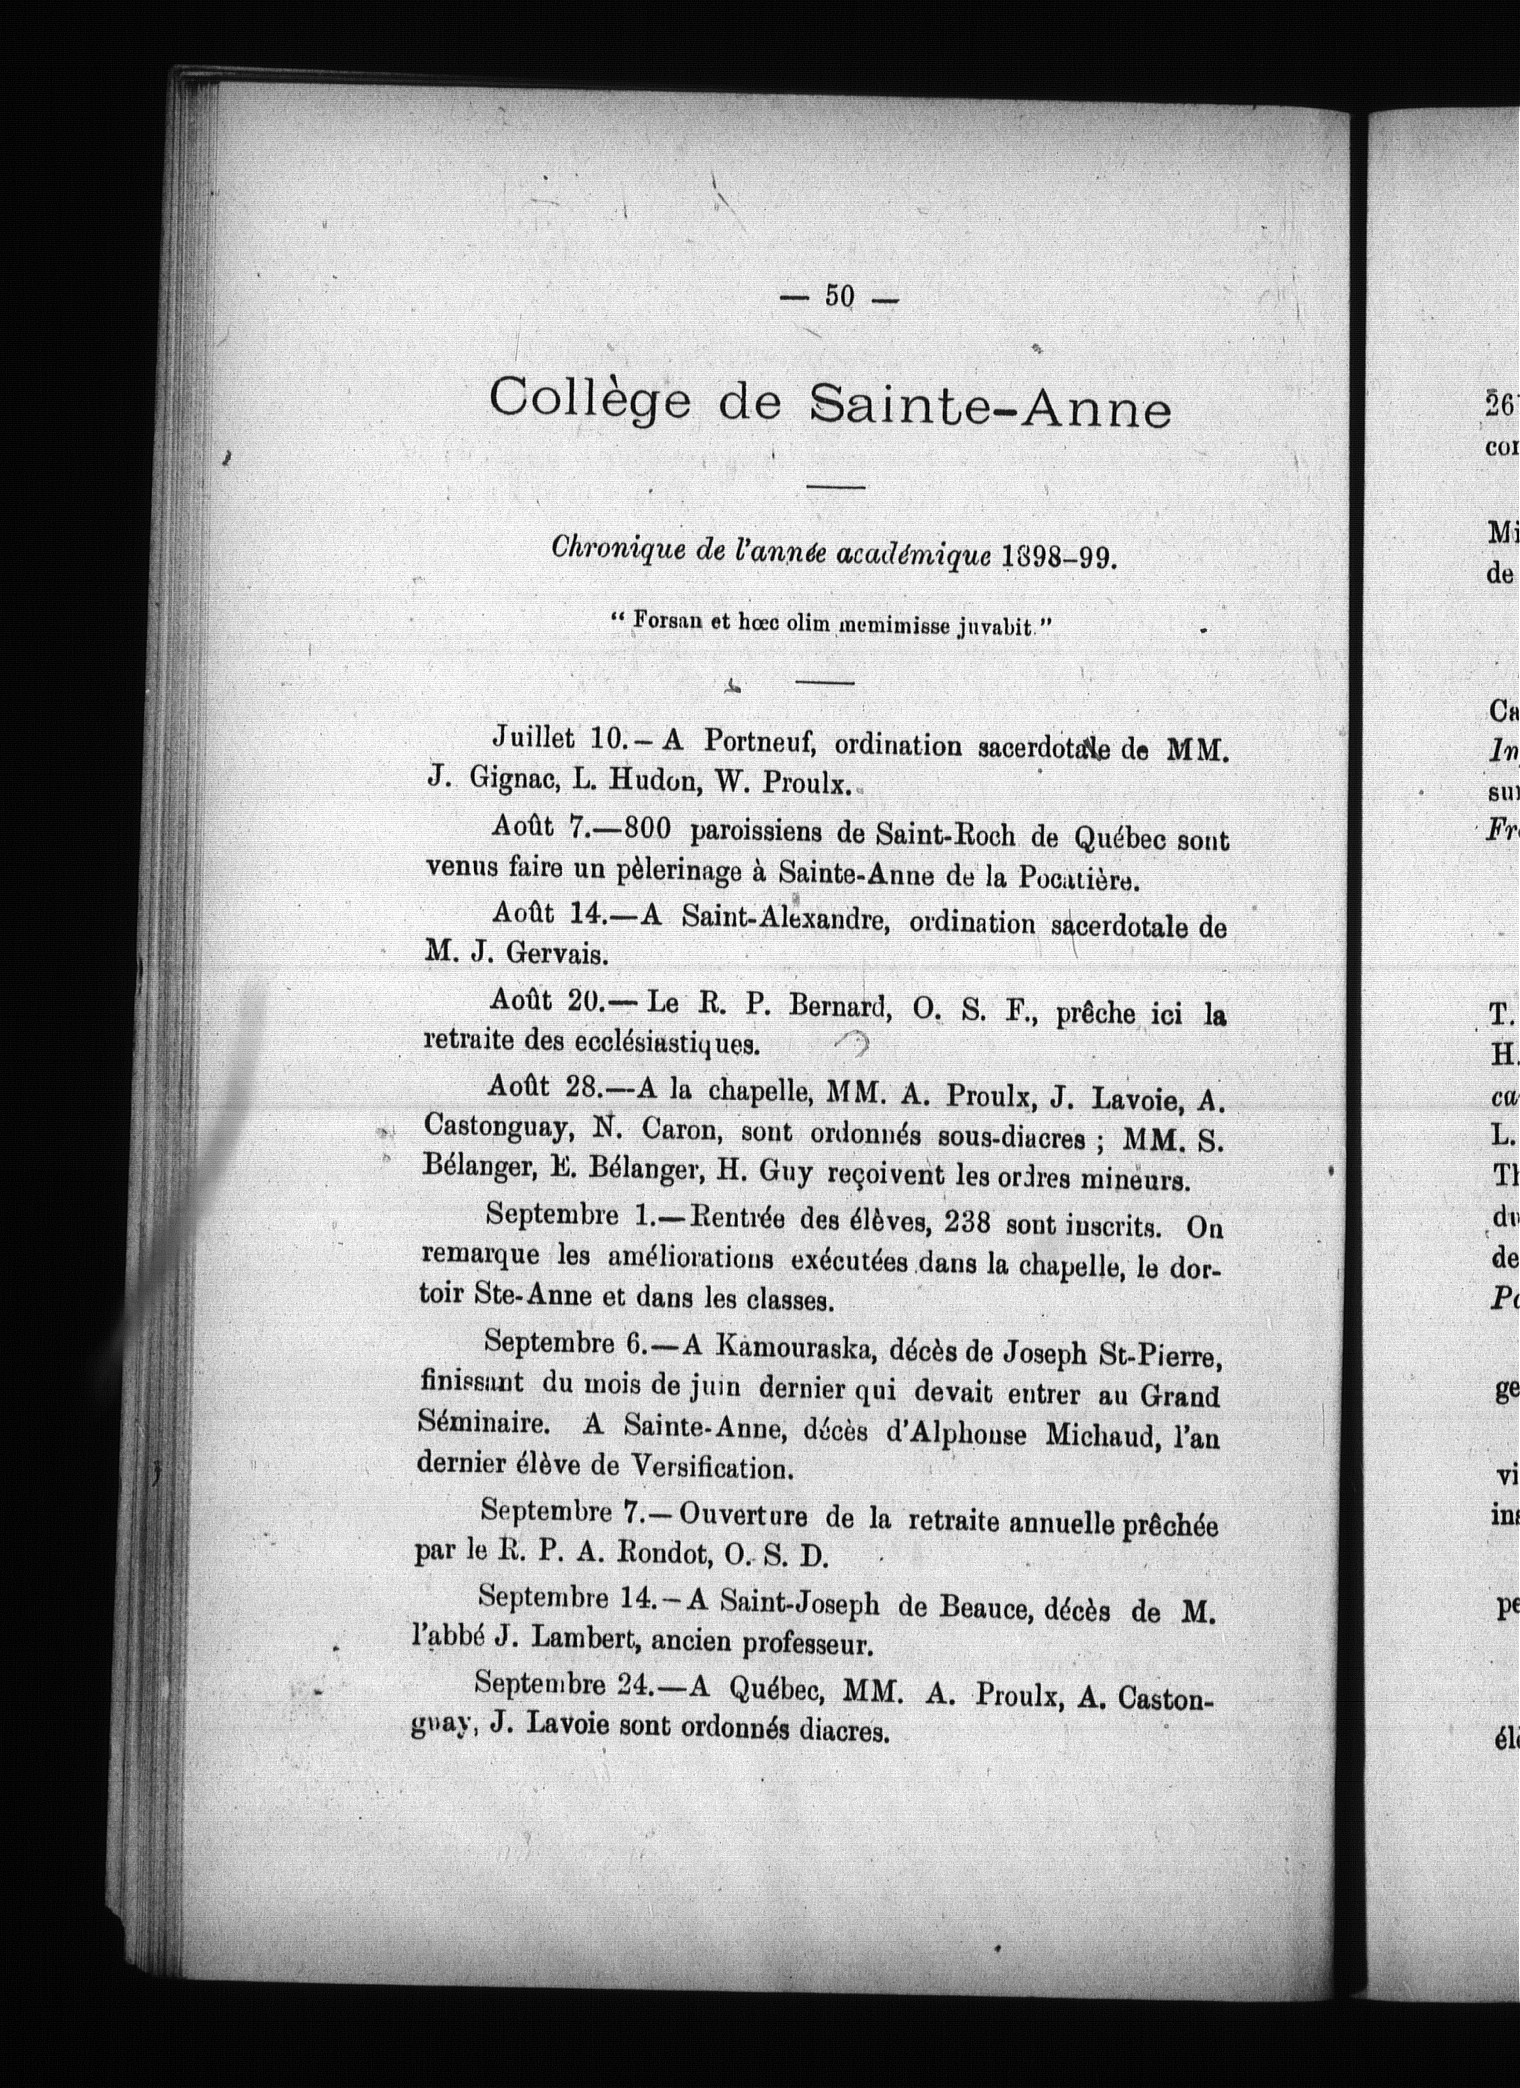 — 50 —
Collège de Sainte-Anne
Chronique de l'année académique 1898-99.
“ Forsan et hœc olim memimisse juvabit.”
Juillet 10.— A Portneuf, ordination sacerdotale de MM.
J. Gignac, L. Hudon, W. Proulx.
Août 7.—800 paroissiens de Saint-Roch de Québec sont
venus faire un pèlerinage à Sainte-Anne de la Pocatière.
Août 14.—A Saint-Alexandre, ordination sacerdotale de
M. J. Gervais.
Août 20.— Le R. P. Bernard, O. S. F., prêche ici la
retraite des ecclésiastiques.
Août 28.—A la chapelle, MM. A. Proulx, J. Lavoie, A.
Castonguay, N. Caron, sont ordonnés sous-diacres ; MM. S.
Bélanger, E. Bélanger, H. Guy reçoivent les ordres mineurs.
Septembre 1.—Rentrée des élèves, 238 sont inscrits. On
remarque les améliorations exécutées dans la chapelle, le dor-
toir Ste-Anne et dans les classes.
Septembre 6.—A Kamouraska, décès de Joseph St-Pierre,
finissant du mois de juin dernier qui devait entrer au Grand
Séminaire. A Sainte-Anne, décès d'Alphonse Michaud, l'an
dernier élève de Versification.
Septembre 7.— Ouverture de la retraite annuelle prêchée
par le R. P. A. Rondot, O. S. D.
Septembre 14.—A Saint-Joseph de Beauce, décès de M.
l'abbé J. Lambert, ancien professeur.
Septembre 24.—A Québec, MM. A. Proulx, A. Caston-
guay, J. Lavoie sont ordonnés diacres.